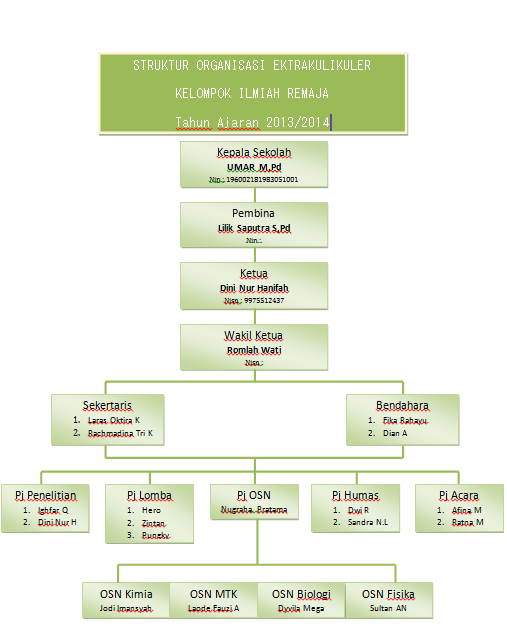 STRUKTUR ORGANISASI EKTRAKULIKULER
KELOMPOK ILMIAH REMAJA
Tahun Ajaran 2013/2014
Kepala Sekolah
UMAR M,Pd
Nip.: 196002181983051001
Pembina
Lilik Saputra S,Pd
Nip.:
Ketua
Dini Nur Hanifah
Nisn.: 9975512437
Wakil Ketua
Romlah Wati
Nisn.:
Sekertaris
1. Laras Oktira K
2. Rachmadina Tri K
Bendahara
1. Fika Rahayu
2. Dian A
Pj Penelitian
1. Ighfar Q
2. Dini Nur H
Pj Lomba
1. Hero
2. Zintan
3. Pungky
Pj OSN
Nugraha Pratama
Pj Humas
1. Dwi R
2. Sandra N.L
Pj Acara
1. Afina M
2. Ratna M
OSN Kimia
Jodi Imansyah
OSN MTK
Laode Fauzi A
OSN Biologi
Dyvila Mega
OSN Fisika
Sultan AN